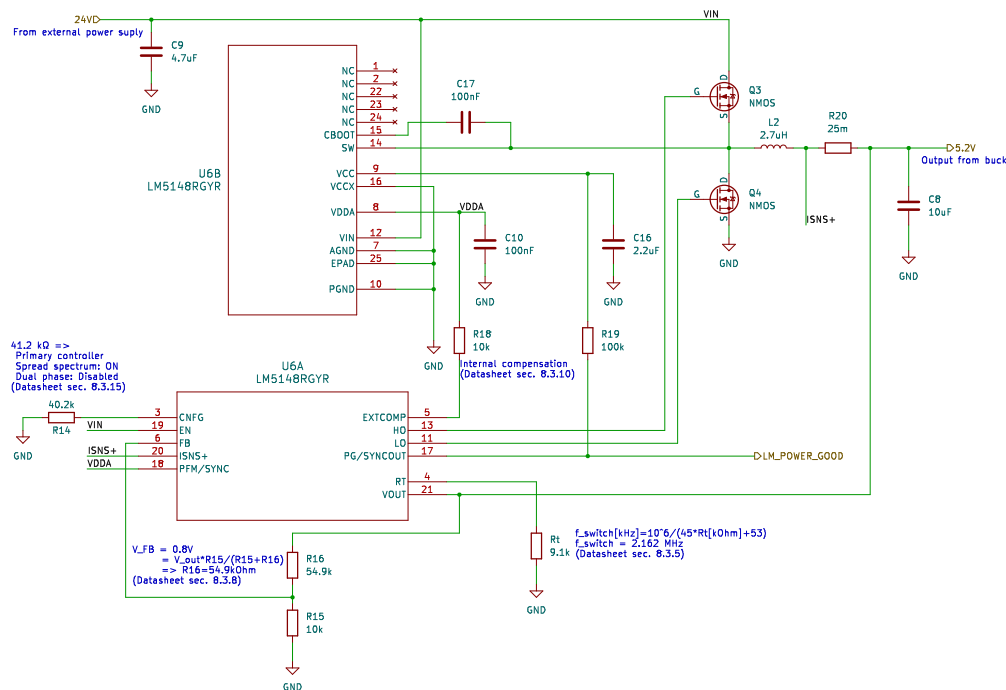 24V
VIN
From external power suply
C9
4.7uF
GND
NC
1
NC
2
NC
22
NC
23
NC
24
CBOOT
15
SW
14
VCC
9
VCCX
16
VDDA
8
VIN
12
AGND
7
EPAD
25
PGND
10
U6B
LM5148RGYR
C17
100nF
D
G
S
Q3
NMOS
L2
2.7uH
R20
25m
5.2V
Output from buck
D
G
S
Q4
NMOS
GND
ISNS+
C8
10uF
GND
VDDA
C10
100nF
GND
C16
2.2uF
GND
R18
10k
R19
100k
GND
Internal compensation
(Datasheet sec. 8.3.10)
41.2 kΩ =>
Primary controller
Spread spectrum: ON
Dual phase: Disabled
(Datasheet sec. 8.3.15)
U6A
LM5148RGYR
40.2k
R14
GND
VIN
ISNS+
VDDA
3
CNFG
19
EN
6
FB
20
ISNS+
18
PFM/SYNC
EXTCOMP
5
HO
13
LO
11
PG/SYNCOUT
17
RT
4
VOUT
21
LM_POWER_GOOD
V_FB = 0.8V
= V_out*R15/(R15+R16)
=> R16=54.9kOhm
(Datasheet sec. 8.3.8)
R16
54.9k
R15
10k
GND
Rt
9.1k
GND
f_switch[kHz]=10^6/(45*Rt[kOhm]+53)
f_switch = 2.162 MHz
(Datasheet sec. 8.3.5)